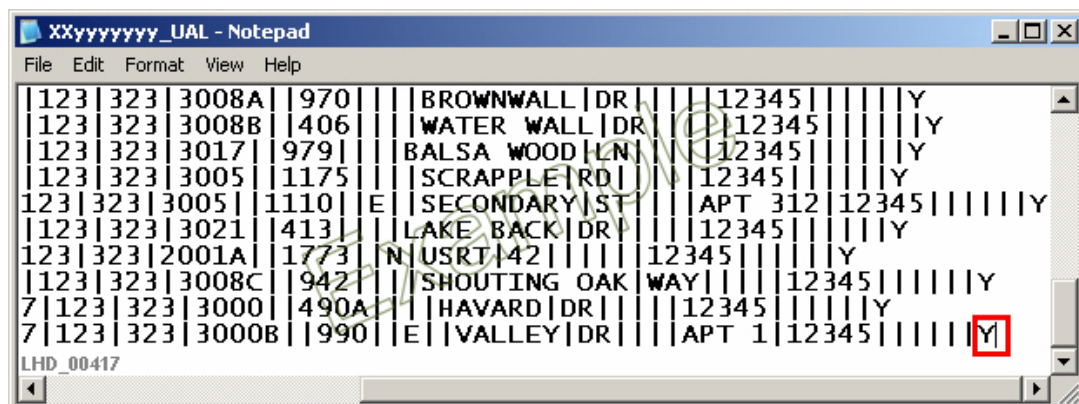 XXyyyyyyy_UAL - Notepad
File Edit Format View Help
|123|323|3008A||970||||BROWNWALL|DR|||||12345||||||Y
|123|323|3008B||406||||WATER WALL|DR|||||12345||||||Y
|123|323|3017||979||||BALSA WOOD|LN|||||12345||||||Y
|123|323|3005||1175||||SCRAPPLE|RD|||||12345||||||Y
123|323|3005||1110||E||SECONDARY|ST||||APT 312|12345||||||Y
|123|323|3021||413||||LAKE BACK|DR|||||12345||||||Y
123|323|2001A||1773||N|USRT|42||||||12345||||||Y
|123|323|3008C||942||||SHOUTING OAK|WAY|||||12345||||||Y
7|123|323|3000||490A||||HAVARD|DR|||||12345||||||Y
7|123|323|3000B||990||E||VALLEY|DR||||APT 1|12345||||||Y
Example
LHD_00417